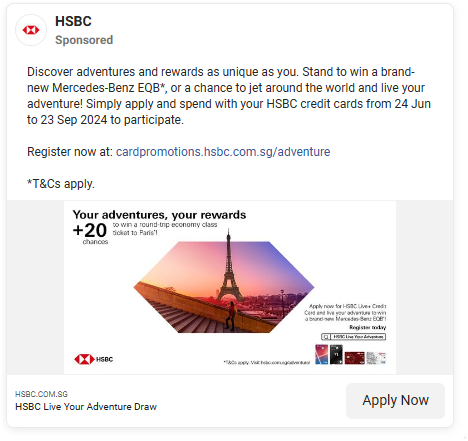 HSBC
Sponsored
Discover adventures and rewards as unique as you. Stand to win a brand-
new Mercedes-Benz EQB*, or a chance to jet around the world and live your
adventure! Simply apply and spend with your HSBC credit cards from 24 Jun
to 23 Sep 2024 to participate.
Register now at: cardpromotions.hsbc.com.sg/adventure
*T&Cs apply.
Your adventures, your rewards
+20
chances
to win a round-trip economy class
ticket to Paris*!
Apply now for HSBC Live+ Credit
Card and live your adventure to win
a brand-new Mercedes-Benz EQB*!
Register today
HSBC Live Your Adventure
HSBC
*T&Cs apply. Visit hsbc.com.sg/adventure
HSBC.COM.SG
HSBC Live Your Adventure Draw
Apply Now